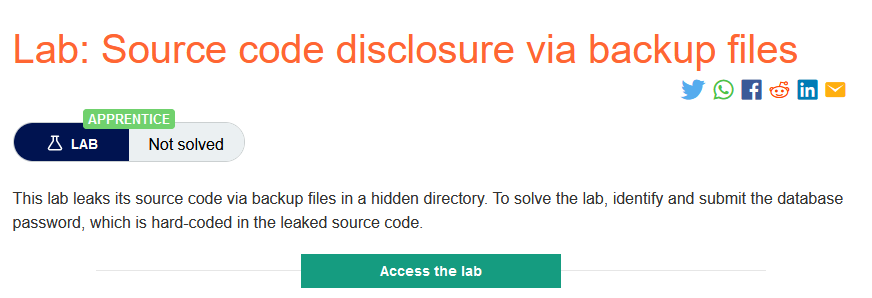 Lab: Source code disclosure via backup files
APPRENTICE
LAB Not solved
This lab leaks its source code via backup files in a hidden directory. To solve the lab, identify and submit the database
password, which is hard-coded in the leaked source code.
Access the lab